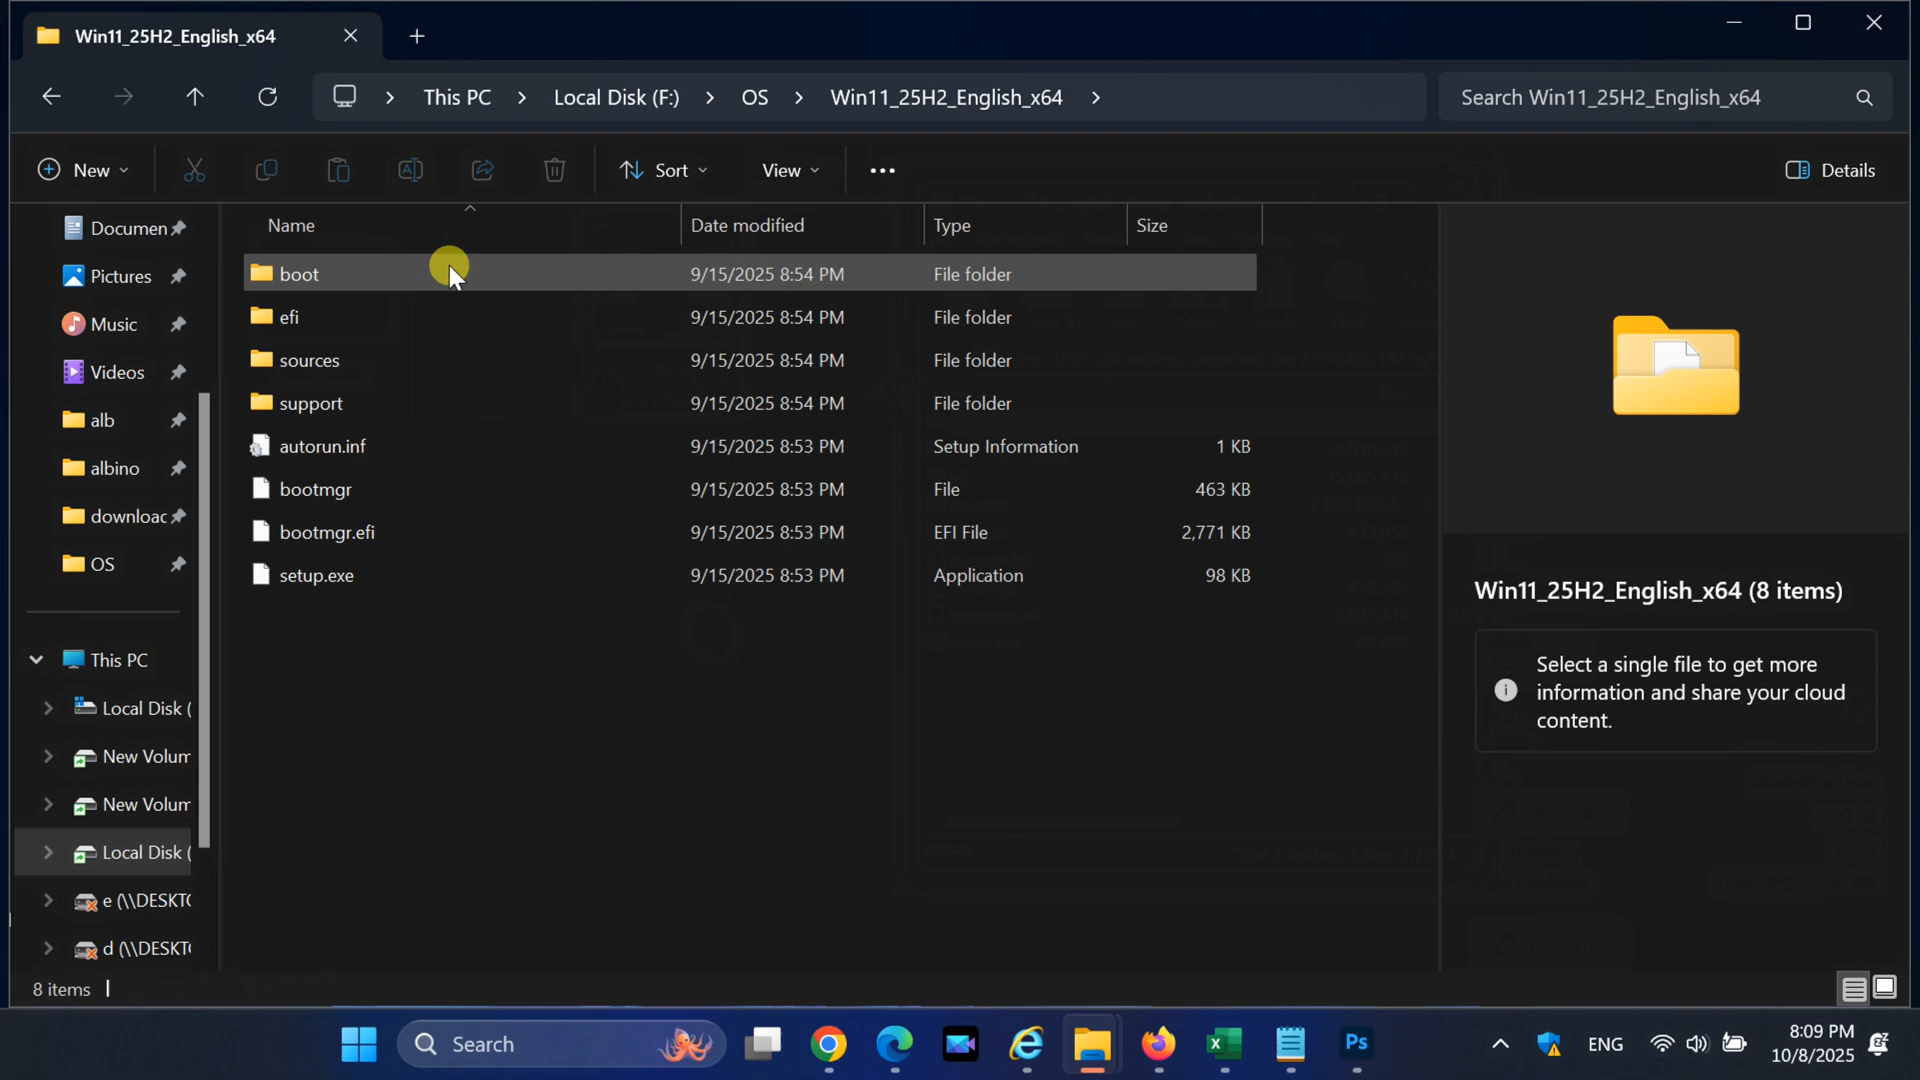 Win11_25H2_English_x64
This PC > Local Disk (F:) > OS > Win11_25H2_English_x64 >
Search Win11_25H2_English_x64
New
Sort
View
Details
Documen
Pictures
Music
Videos
alb
albino
downloac
OS
This PC
Local Disk (
New Volum
New Volum
Local Disk (
e (\\DESKT(
d (\\DESKT(
Name Date modified Type Size
boot 9/15/2025 8:54 PM File folder
efi 9/15/2025 8:54 PM File folder
sources 9/15/2025 8:54 PM File folder
support 9/15/2025 8:54 PM File folder
autorun.inf 9/15/2025 8:53 PM Setup Information 1 KB
bootmgr 9/15/2025 8:53 PM File 463 KB
bootmgr.efi 9/15/2025 8:53 PM EFI File 2,771 KB
setup.exe 9/15/2025 8:53 PM Application 98 KB
Win11_25H2_English_x64 (8 items)
Select a single file to get more
information and share your cloud
content.
8 items
Search
Ps
ENG
8:09 PM
10/8/2025